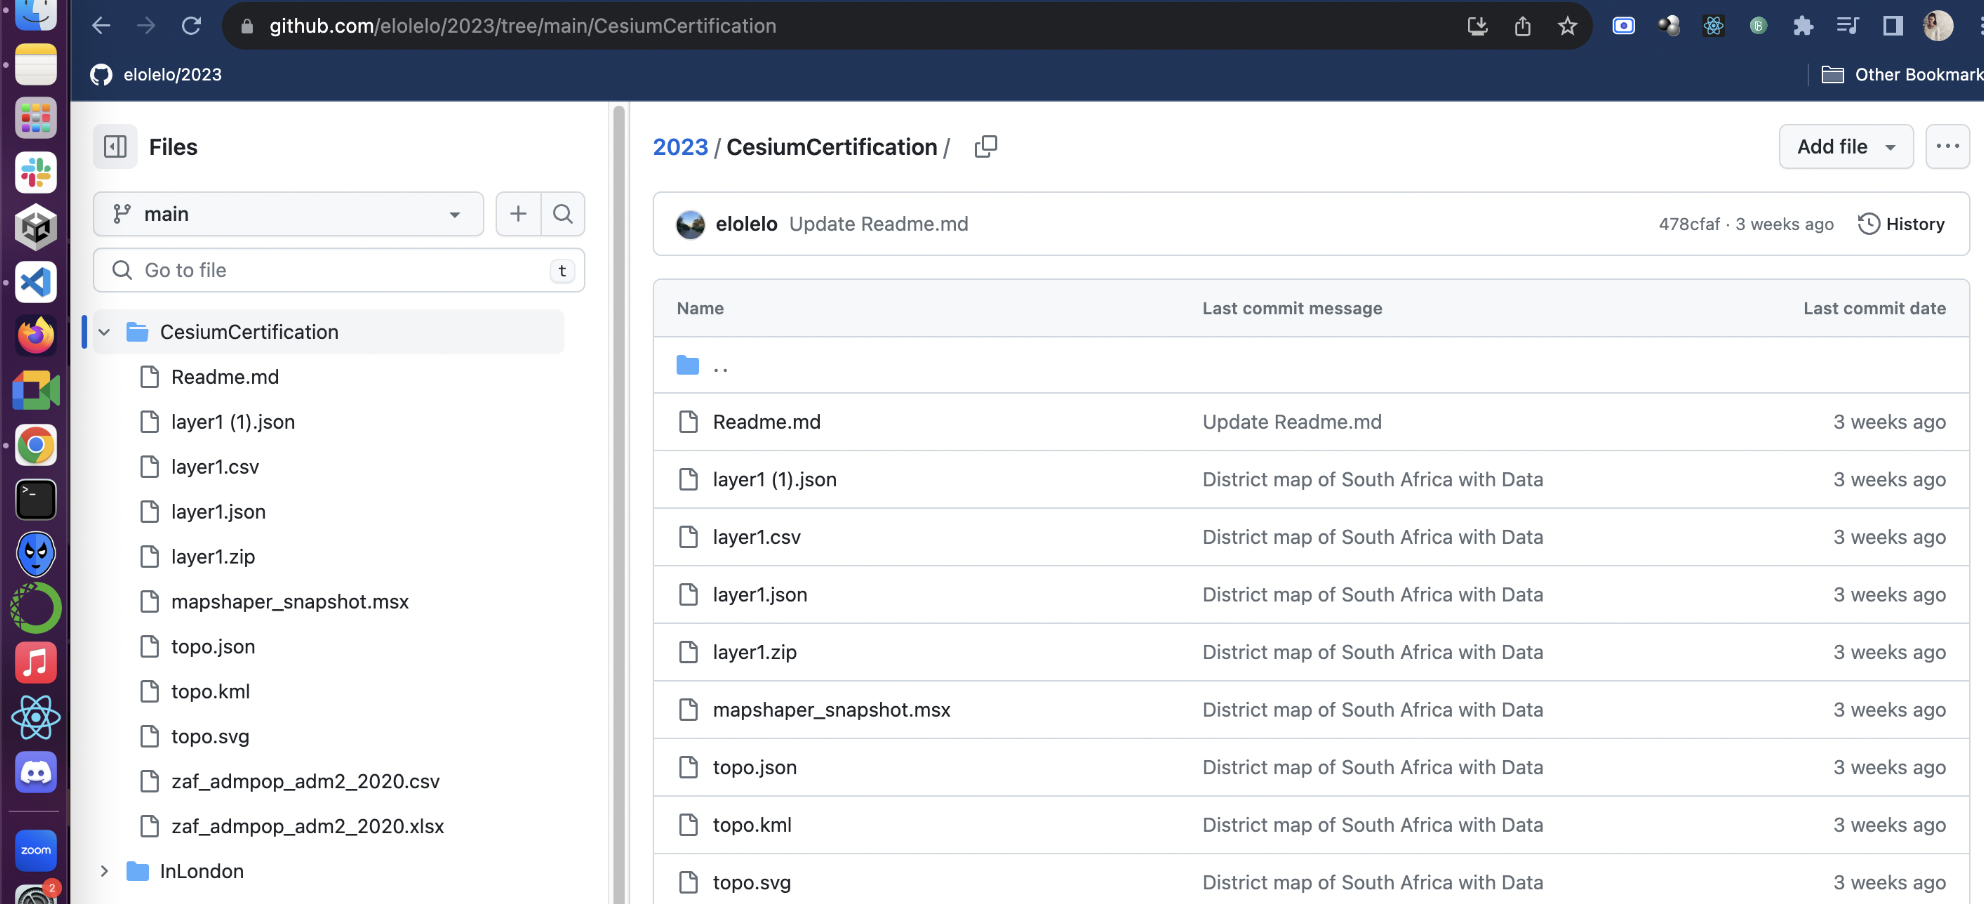 github.com/elolelo/2023/tree/main/CesiumCertification
elolelo/2023
Other Bookmark
Files
main
Go to file
t
CesiumCertification
Readme.md
layer1 (1).json
layer1.csv
layer1.json
layer1.zip
mapshaper_snapshot.msx
topo.json
topo.kml
topo.svg
zaf_admpop_adm2_2020.csv
zaf_admpop_adm2_2020.xlsx
InLondon
2023 / CesiumCertification /
Add file
elolelo Update Readme.md 478cfaf · 3 weeks ago History
Name Last commit message Last commit date
..
Readme.md Update Readme.md 3 weeks ago
layer1 (1).json District map of South Africa with Data 3 weeks ago
layer1.csv District map of South Africa with Data 3 weeks ago
layer1.json District map of South Africa with Data 3 weeks ago
layer1.zip District map of South Africa with Data 3 weeks ago
mapshaper_snapshot.msx District map of South Africa with Data 3 weeks ago
topo.json District map of South Africa with Data 3 weeks ago
topo.kml District map of South Africa with Data 3 weeks ago
topo.svg District map of South Africa with Data 3 weeks ago
zoom
2